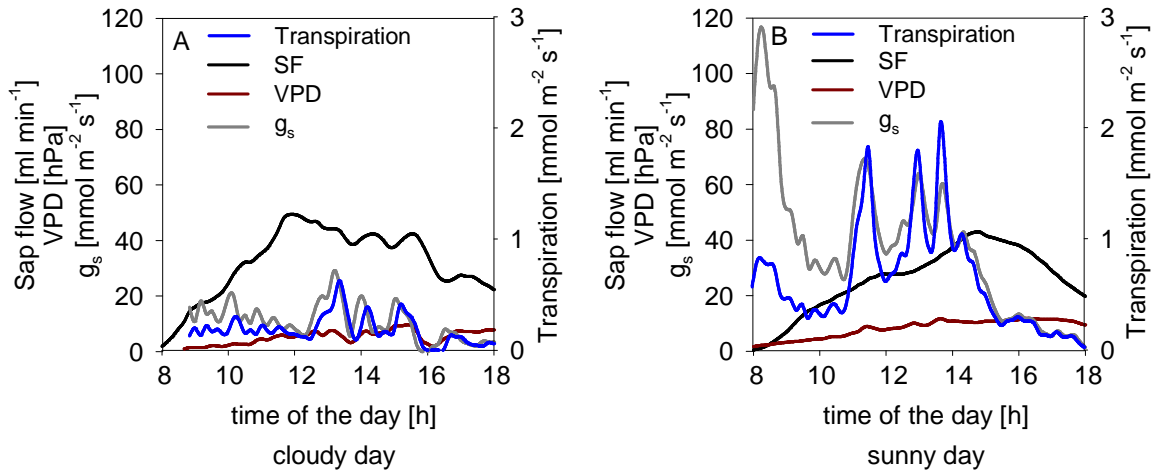 A
Transpiration
SF
VPD
gₛ
120
100
80
60
40
20
0
Sap flow [ml min⁻¹]
VPD [hPa]
gₛ [mmol m⁻² s⁻¹]
3
2
1
0
Transpiration [mmol m⁻² s⁻¹]
8 10 12 14 16 18
time of the day [h]
cloudy day
B
Transpiration
SF
VPD
gₛ
120
100
80
60
40
20
0
Sap flow [ml min⁻¹]
VPD [hPa]
gₛ [mmol m⁻² s⁻¹]
3
2
1
0
Transpiration [mmol m⁻² s⁻¹]
8 10 12 14 16 18
time of the day [h]
sunny day